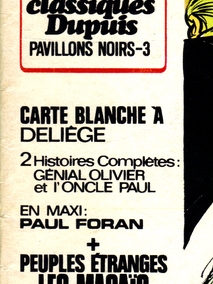 classiques
Dupuis
PAVILLONS NOIRS-3
CARTE BLANCHE À
DELIÈGE
2 Histoires Complètes:
GÉNIAL OLIVIER
et l'ONCLE PAUL
EN MAXI:
PAUL FORAN
+
PEUPLES ÉTRANGES
LES